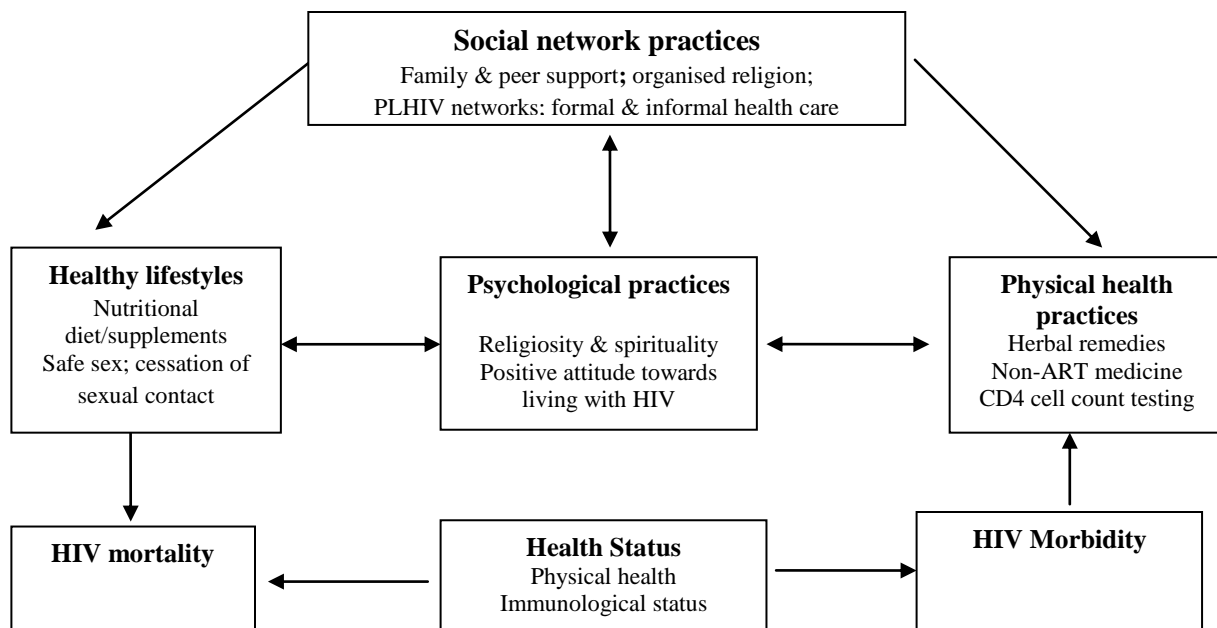 Social network practices
Family & peer support; organised religion;
PLHIV networks: formal & informal health care
Healthy lifestyles
Nutritional
diet/supplements
Safe sex; cessation of
sexual contact
Psychological practices
Religiosity & spirituality
Positive attitude towards
living with HIV
Physical health
practices
Herbal remedies
Non-ART medicine
CD4 cell count testing
HIV mortality
Health Status
Physical health
Immunological status
HIV Morbidity